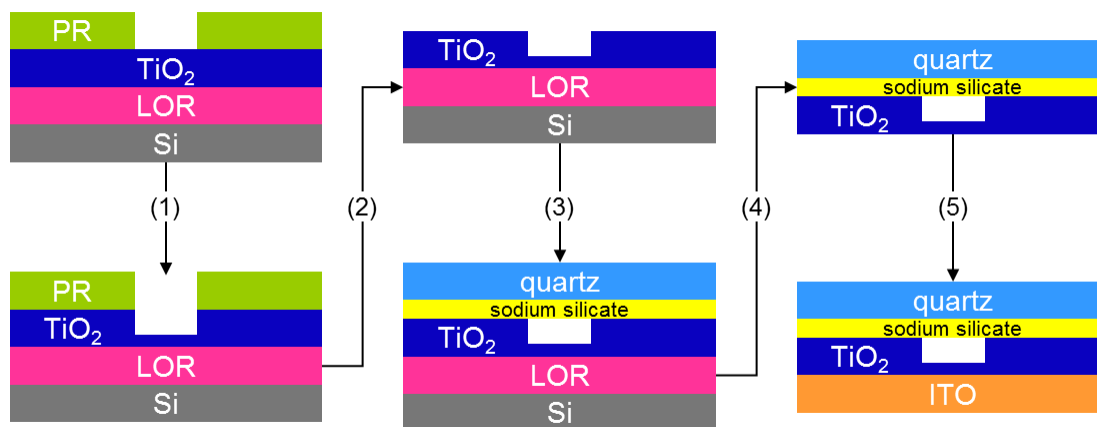 PR
TiO₂
LOR
Si
(1)
PR
TiO₂
LOR
Si
(2)
TiO₂
LOR
Si
(3)
quartz
sodium silicate
TiO₂
LOR
Si
(4)
quartz
sodium silicate
TiO₂
(5)
quartz
sodium silicate
TiO₂
ITO